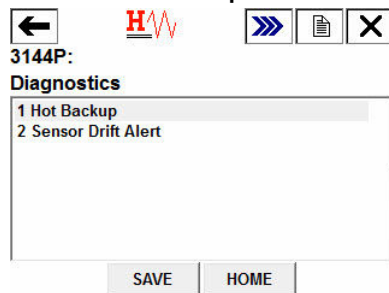 H
3144P:
Diagnostics
1 Hot Backup
2 Sensor Drift Alert
SAVE HOME